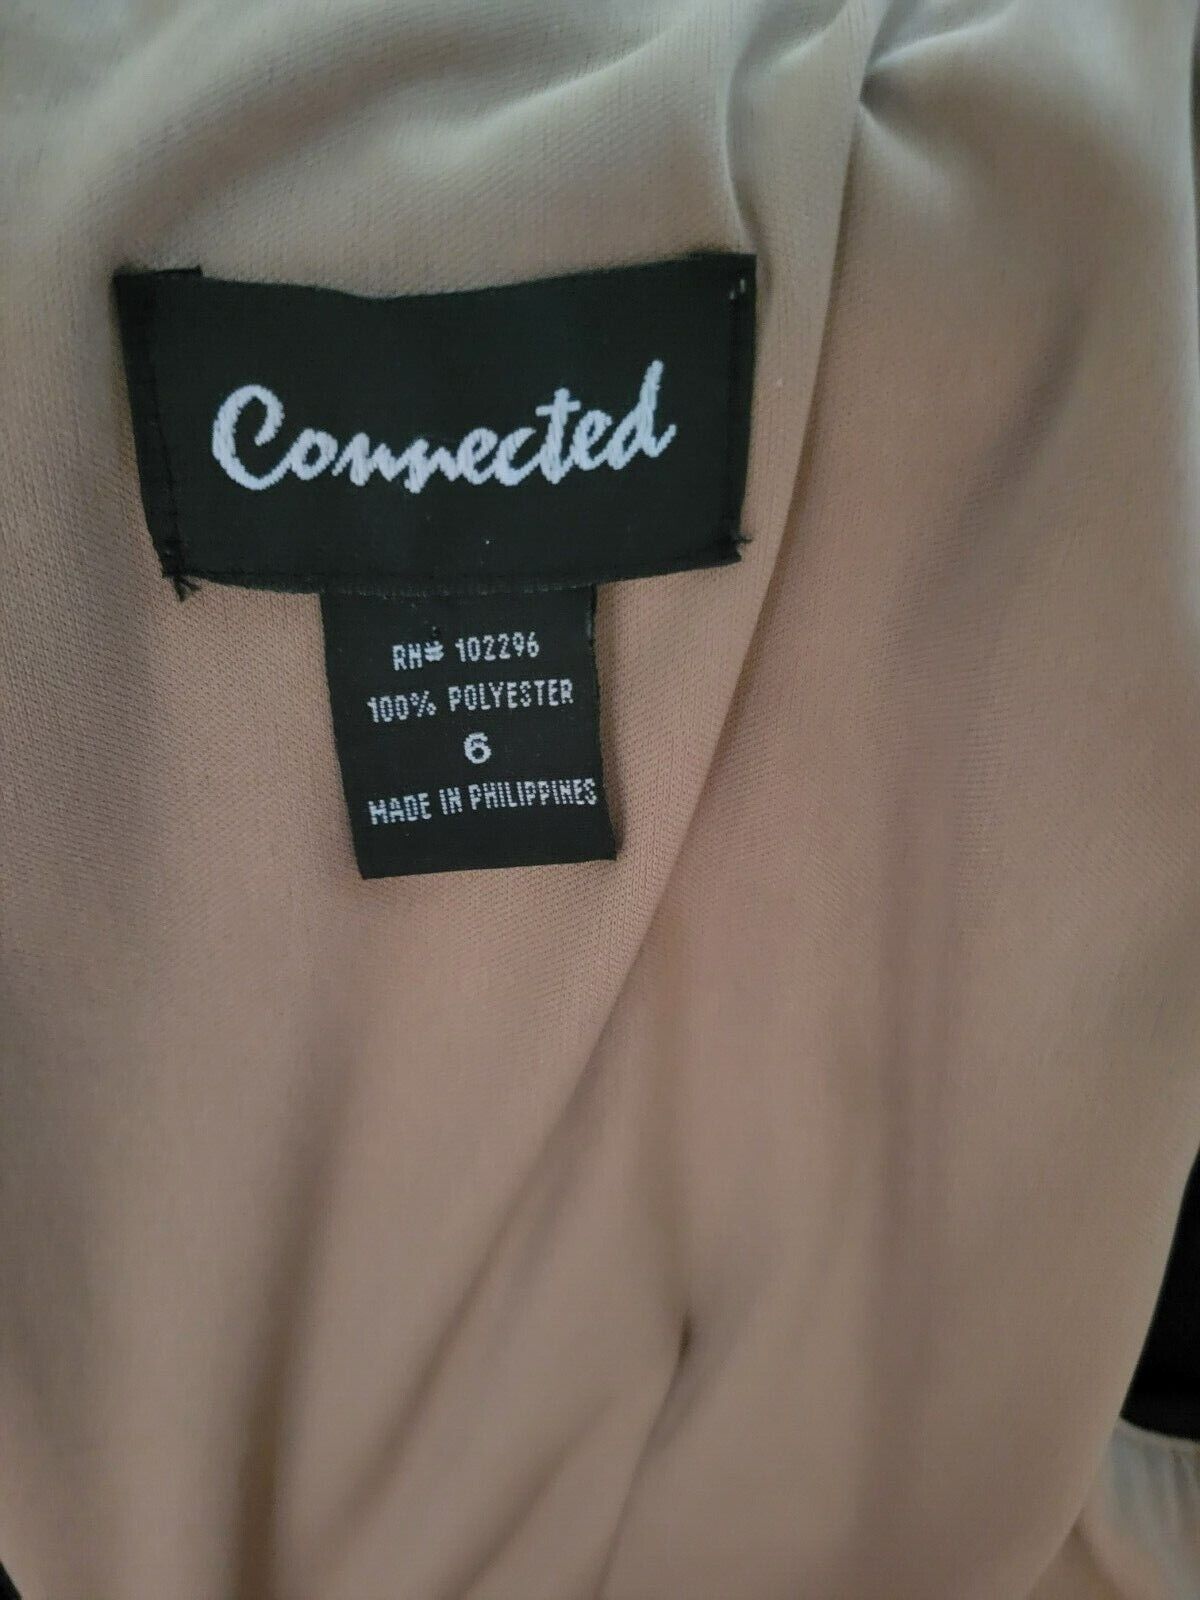 Connected
RN# 102296
100% POLYESTER
6
MADE IN PHILIPPINES